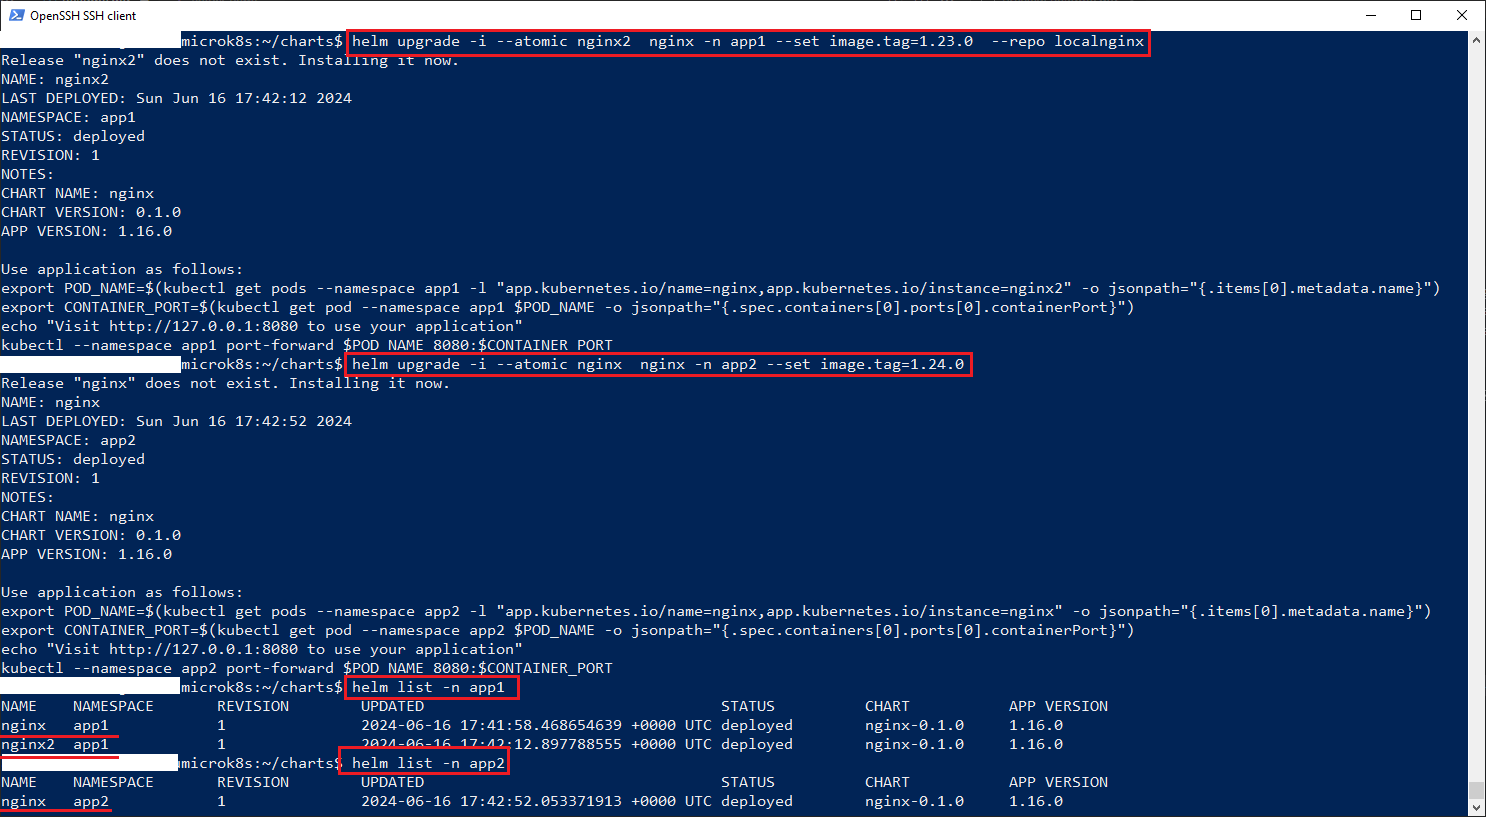 OpenSSH SSH client
microk8s:~/charts$ helm upgrade -i --atomic nginx2  nginx -n app1 --set image.tag=1.23.0  --repo localnginx
Release "nginx2" does not exist. Installing it now.
NAME: nginx2
LAST DEPLOYED: Sun Jun 16 17:42:12 2024
NAMESPACE: app1
STATUS: deployed
REVISION: 1
NOTES:
CHART NAME: nginx
CHART VERSION: 0.1.0
APP VERSION: 1.16.0
Use application as follows:
export POD_NAME=$(kubectl get pods --namespace app1 -l "app.kubernetes.io/name=nginx,app.kubernetes.io/instance=nginx2" -o jsonpath="{.items[0].metadata.name}")
export CONTAINER_PORT=$(kubectl get pod --namespace app1 $POD_NAME -o jsonpath="{.spec.containers[0].ports[0].containerPort}")
echo "Visit http://127.0.0.1:8080 to use your application"
kubectl --namespace app1 port-forward $POD_NAME 8080:$CONTAINER_PORT
microk8s:~/charts$ helm upgrade -i --atomic nginx  nginx -n app2 --set image.tag=1.24.0
Release "nginx" does not exist. Installing it now.
NAME: nginx
LAST DEPLOYED: Sun Jun 16 17:42:52 2024
NAMESPACE: app2
STATUS: deployed
REVISION: 1
NOTES:
CHART NAME: nginx
CHART VERSION: 0.1.0
APP VERSION: 1.16.0
Use application as follows:
export POD_NAME=$(kubectl get pods --namespace app2 -l "app.kubernetes.io/name=nginx,app.kubernetes.io/instance=nginx" -o jsonpath="{.items[0].metadata.name}")
export CONTAINER_PORT=$(kubectl get pod --namespace app2 $POD_NAME -o jsonpath="{.spec.containers[0].ports[0].containerPort}")
echo "Visit http://127.0.0.1:8080 to use your application"
kubectl --namespace app2 port-forward $POD_NAME 8080:$CONTAINER_PORT
microk8s:~/charts$ helm list -n app1
NAME    NAMESPACE       REVISION        UPDATED                                 STATUS          CHART           APP VERSION
nginx   app1            1               2024-06-16 17:41:58.468654639 +0000 UTC deployed        nginx-0.1.0     1.16.0
nginx2  app1            1               2024-06-16 17:42:12.897788555 +0000 UTC deployed        nginx-0.1.0     1.16.0
microk8s:~/charts$ helm list -n app2
NAME    NAMESPACE       REVISION        UPDATED                                 STATUS          CHART           APP VERSION
nginx   app2            1               2024-06-16 17:42:52.053371913 +0000 UTC deployed        nginx-0.1.0     1.16.0